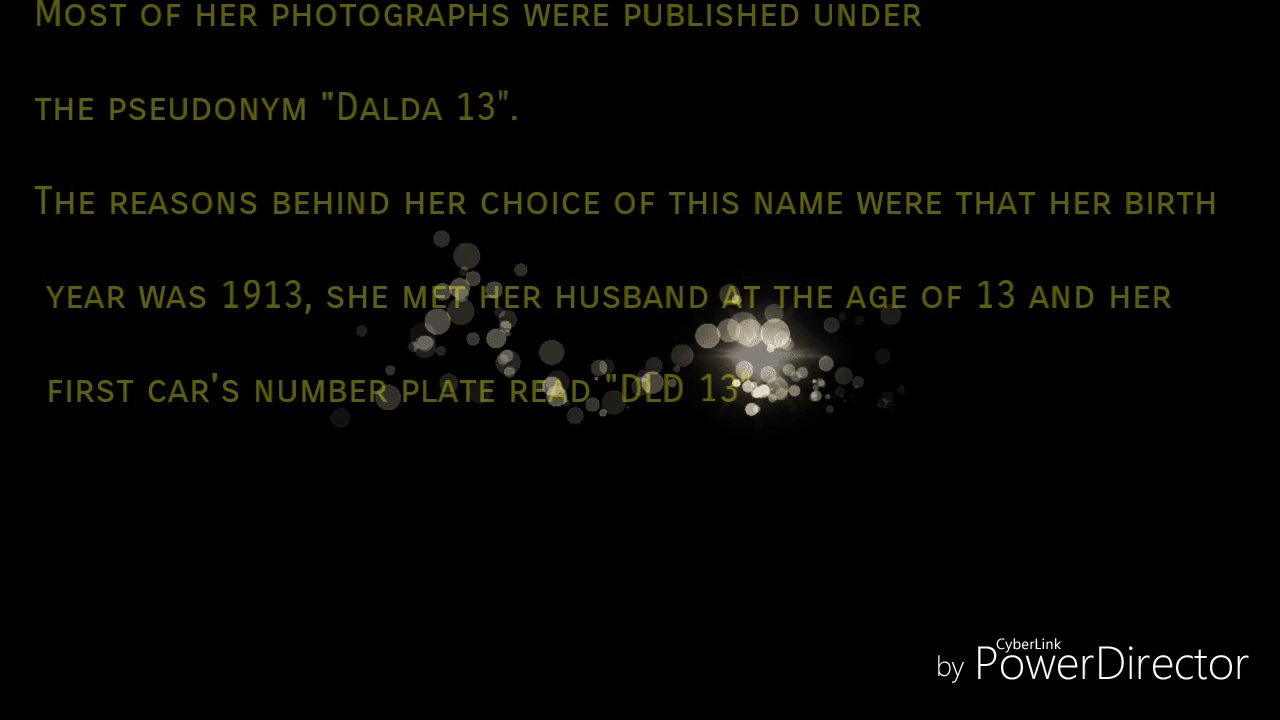 Most of her photographs were published under
the pseudonym "Dalda 13".
The reasons behind her choice of this name were that her birth
year was 1913, she met her husband at the age of 13 and her
first car's number plate read "DLD 13"
by CyberLink PowerDirector